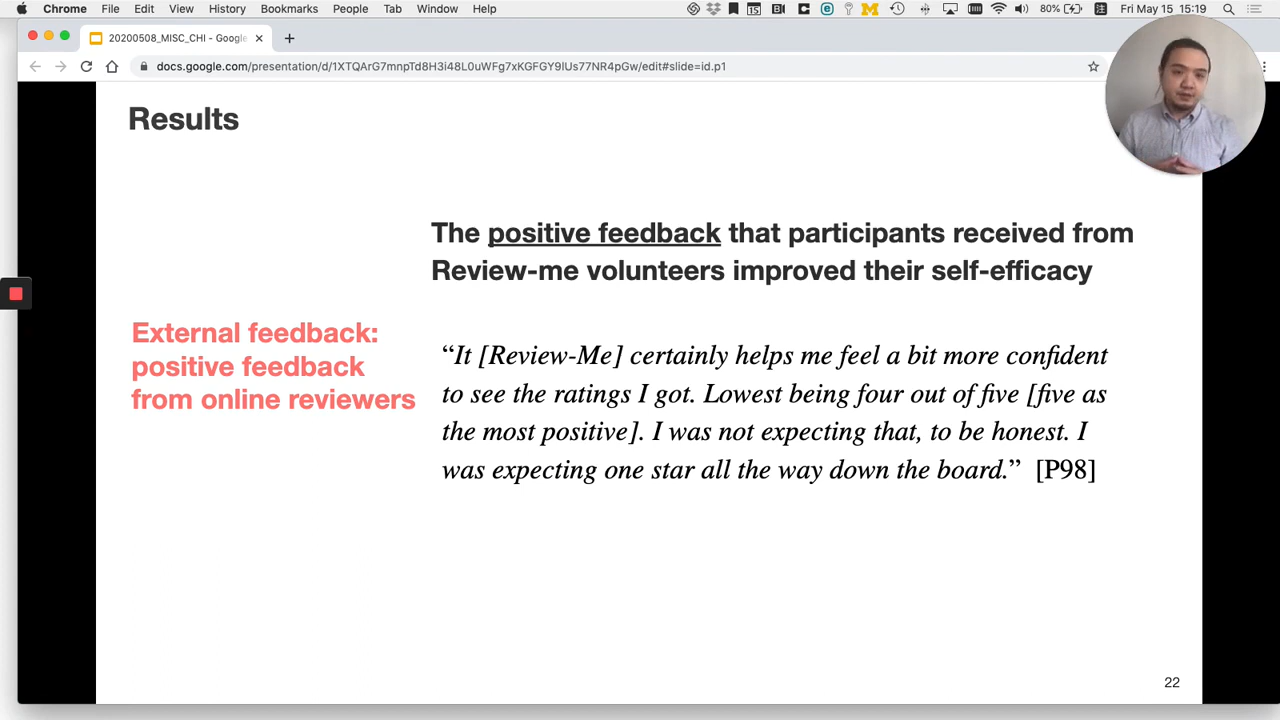 Chrome File Edit View History Bookmarks People Tab Window Help 15 80% Fri May 15 15:19
20200508_MISC_CHI - Google
docs.google.com/presentation/d/1XTQArG7mnpTd8H3i48L0uWFg7xKGFGY9lUs77NR4pGw/edit#slide=id.p1
Results
The positive feedback that participants received from
Review-me volunteers improved their self-efficacy
External feedback:
positive feedback
from online reviewers
“It [Review-Me] certainly helps me feel a bit more confident
to see the ratings I got. Lowest being four out of five [five as
the most positive]. I was not expecting that, to be honest. I
was expecting one star all the way down the board.” [P98]
22